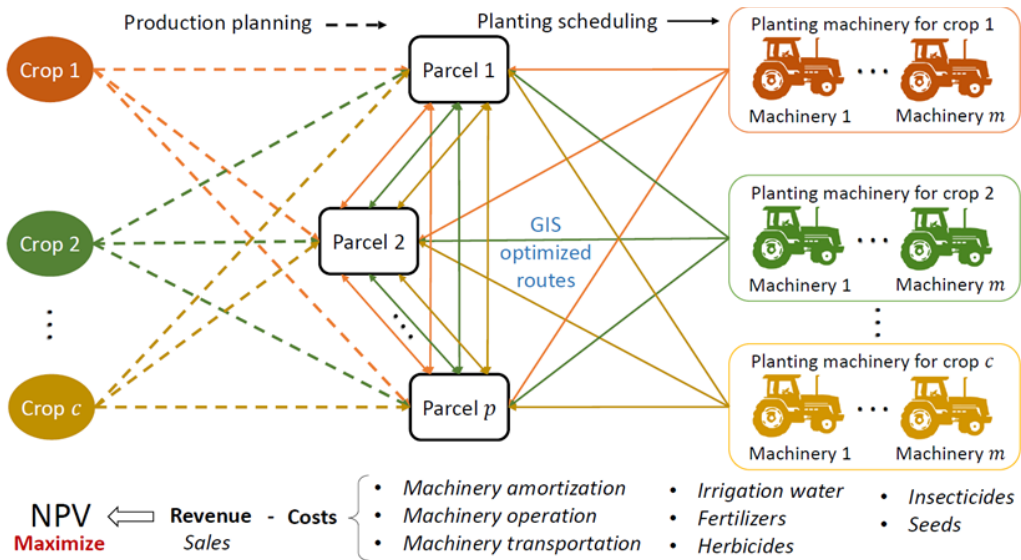 Production planning
Planting scheduling
Crop 1
Crop 2
Crop c
Parcel 1
Parcel 2
Parcel p
GIS
optimized
routes
Planting machinery for crop 1
Machinery 1
Machinery m
Planting machinery for crop 2
Machinery 1
Machinery m
Planting machinery for crop c
Machinery 1
Machinery m
NPV
Maximize
Revenue - Costs
Sales
• Machinery amortization
• Machinery operation
• Machinery transportation
• Irrigation water
• Fertilizers
• Herbicides
• Insecticides
• Seeds